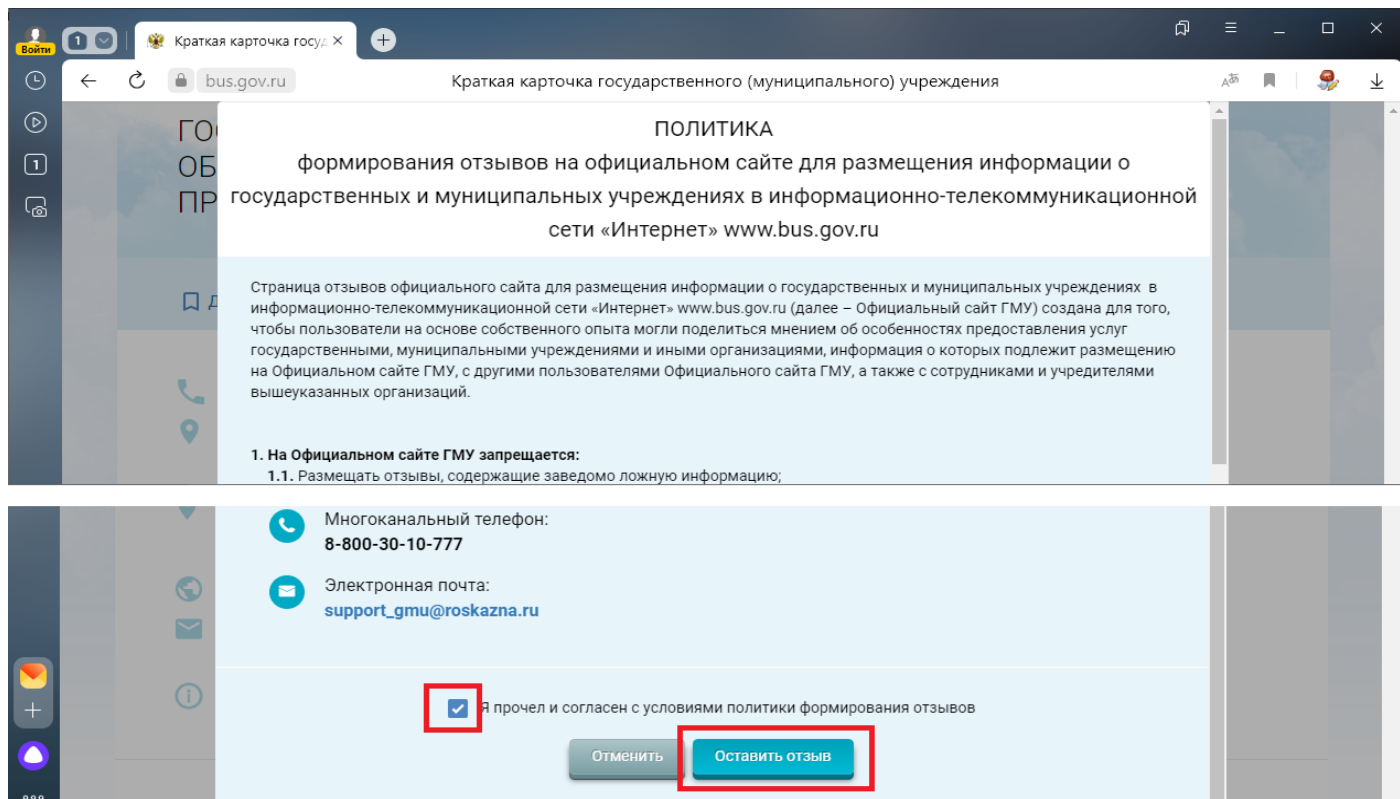 Войти
1
Краткая карточка госуд
bus.gov.ru
Краткая карточка государственного (муниципального) учреждения
1
ПОЛИТИКА
формирования отзывов на официальном сайте для размещения информации о
государственных и муниципальных учреждениях в информационно-телекоммуникационной
сети «Интернет» www.bus.gov.ru
Страница отзывов официального сайта для размещения информации о государственных и муниципальных учреждениях в
информационно-телекоммуникационной сети «Интернет» www.bus.gov.ru (далее – Официальный сайт ГМУ) создана для того,
чтобы пользователи на основе собственного опыта могли поделиться мнением об особенностях предоставления услуг
государственными, муниципальными учреждениями и иными организациями, информация о которых подлежит размещению
на Официальном сайте ГМУ, с другими пользователями Официального сайта ГМУ, а также с сотрудниками и учредителями
вышеуказанных организаций.
1. На Официальном сайте ГМУ запрещается:
1.1. Размещать отзывы, содержащие заведомо ложную информацию;
Многоканальный телефон:
8-800-30-10-777
Электронная почта:
support_gmu@roskazna.ru
Я прочел и согласен с условиями политики формирования отзывов
Отменить
Оставить отзыв